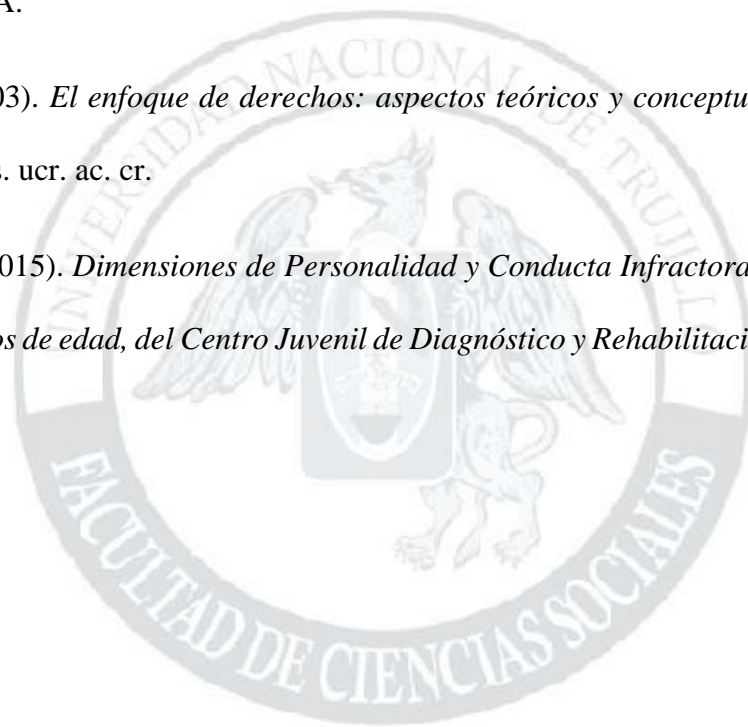 A.
03). El enfoque de derechos: aspectos teóricos y conceptu
s. ucr. ac. cr.
015). Dimensiones de Personalidad y Conducta Infractora
os de edad, del Centro Juvenil de Diagnóstico y Rehabilitaci
UNIVERSIDAD NACIONAL DE TRUJILLO
FACULTAD DE CIENCIAS SOCIALES